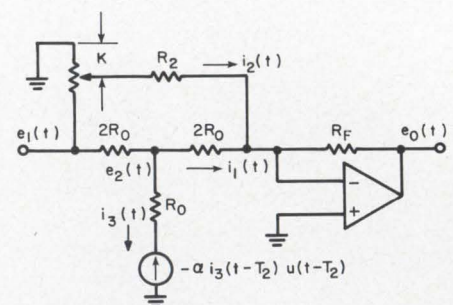 K
R2
i2(t)
e1(t)
2R0
2R0
RF
e0(t)
e2(t)
i1(t)
i3(t)
R0
-
+
-α i3(t-T2) u(t-T2)